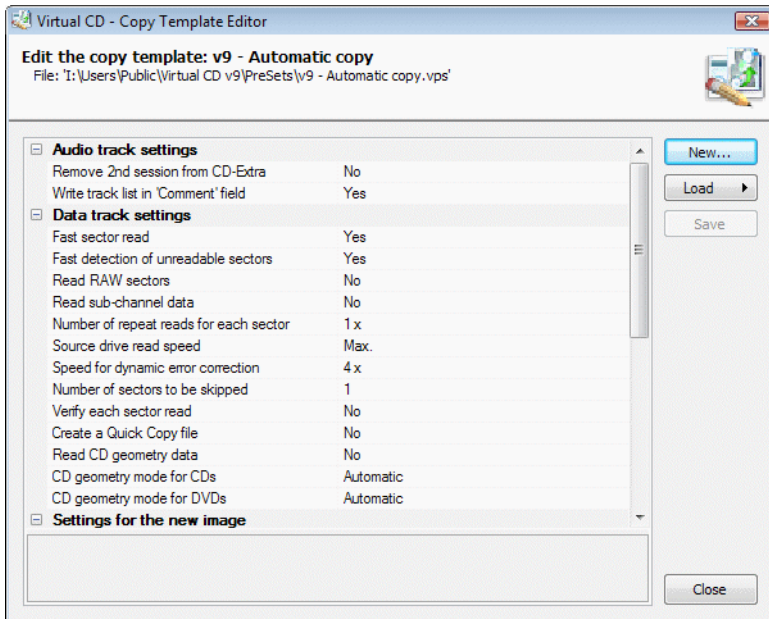 Virtual CD - Copy Template Editor
Edit the copy template: v9 - Automatic copy
File: 'I:\Users\Public\Virtual CD v9\PreSets\v9 - Automatic copy.vps'
Audio track settings
Remove 2nd session from CD-Extra No
Write track list in 'Comment' field Yes
Data track settings
Fast sector read Yes
Fast detection of unreadable sectors Yes
Read RAW sectors No
Read sub-channel data No
Number of repeat reads for each sector 1 x
Source drive read speed Max.
Speed for dynamic error correction 4 x
Number of sectors to be skipped 1
Verify each sector read No
Create a Quick Copy file No
Read CD geometry data No
CD geometry mode for CDs Automatic
CD geometry mode for DVDs Automatic
Settings for the new image
New...
Load
Save
Close